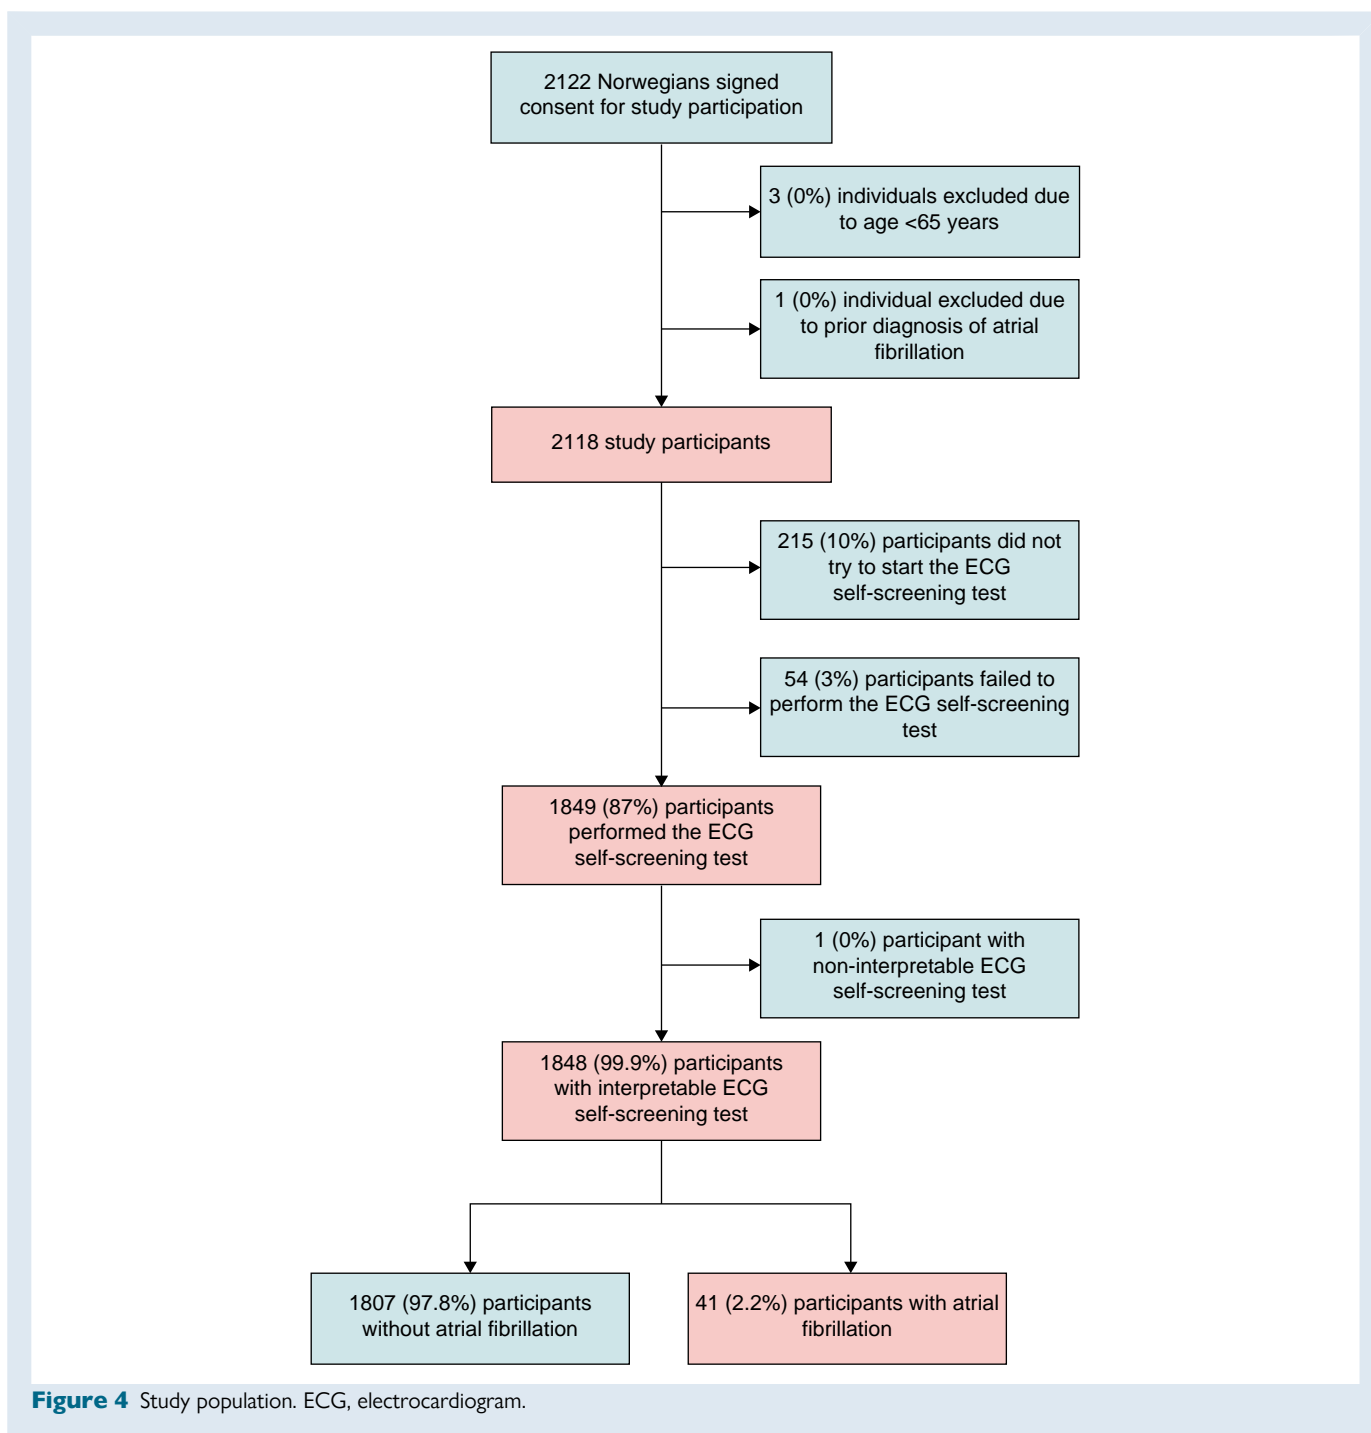 2122 Norwegians signed
consent for study participation
3 (0%) individuals excluded due
to age <65 years
1 (0%) individual excluded due
to prior diagnosis of atrial
fibrillation
2118 study participants
215 (10%) participants did not
try to start the ECG
self-screening test
54 (3%) participants failed to
perform the ECG self-screening
test
1849 (87%) participants
performed the ECG
self-screening test
1 (0%) participant with
non-interpretable ECG
self-screening test
1848 (99.9%) participants
with interpretable ECG
self-screening test
1807 (97.8%) participants
without atrial fibrillation
41 (2.2%) participants with atrial
fibrillation
Figure 4 Study population. ECG, electrocardiogram.